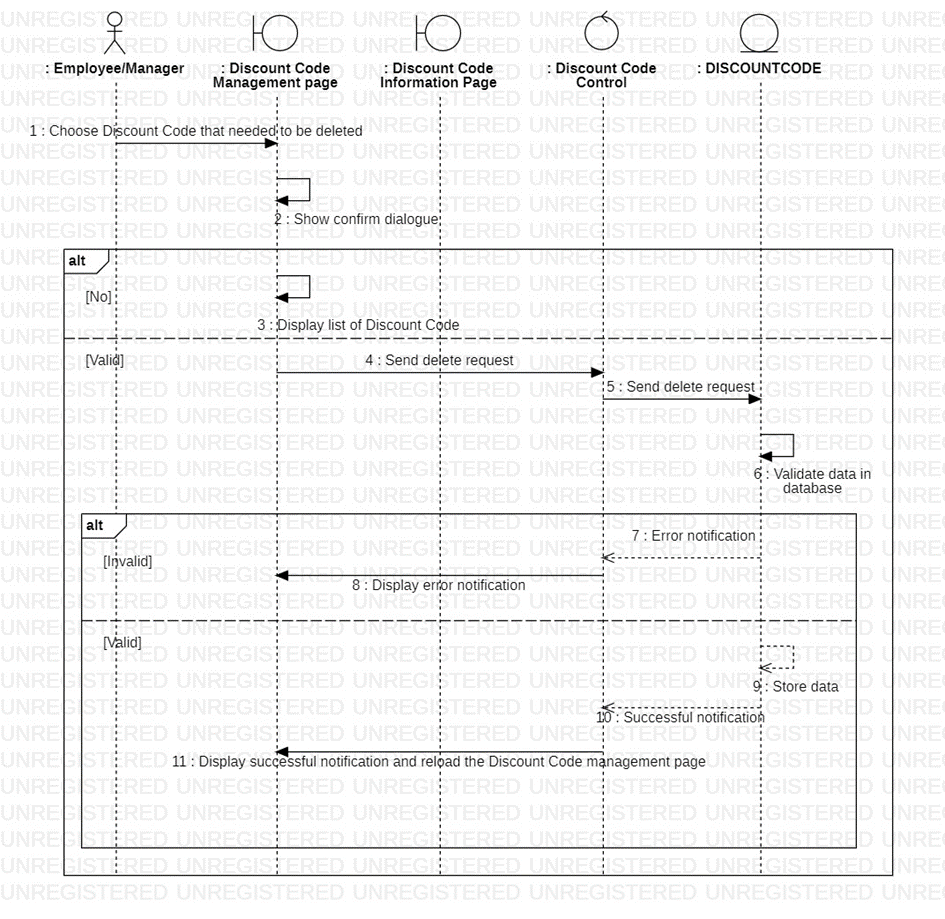 : Employee/Manager
: Discount Code
Management page
: Discount Code
Information Page
: Discount Code
Control
: DISCOUNTCODE
1 : Choose Discount Code that needed to be deleted
2 : Show confirm dialogue
alt
[No]
3 : Display list of Discount Code
[Valid]
4 : Send delete request
5 : Send delete request
6 : Validate data in
database
alt
7 : Error notification
[Invalid]
8 : Display error notification
[Valid]
9 : Store data
10 : Successful notification
11 : Display successful notification and reload the Discount Code management page
UNREGISTERED